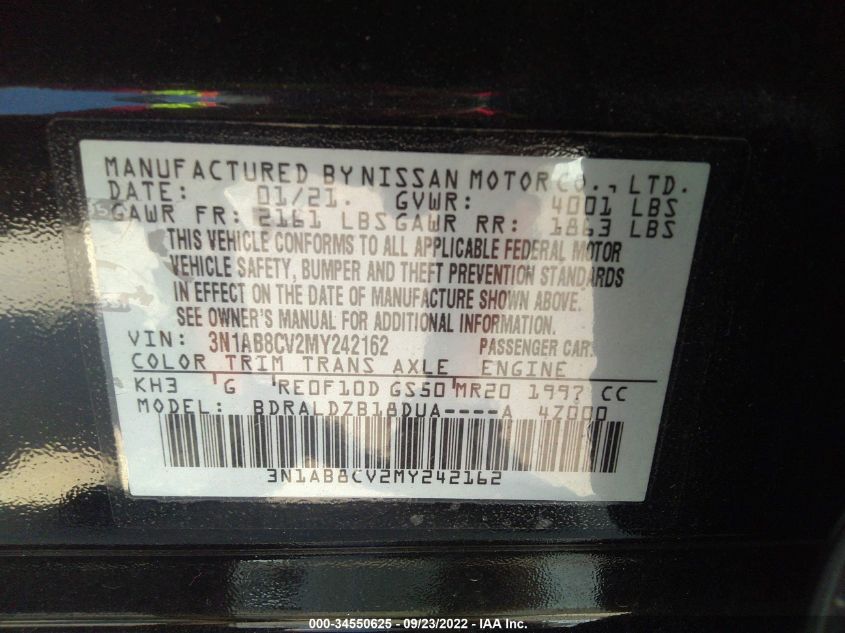 MANUFACTURED BY NISSAN MOTOR CO., LTD.
DATE: 01/21. GVWR: 4001 LBS
GAWR FR: 2161 LBS GAWR RR: 1863 LBS
THIS VEHICLE CONFORMS TO ALL APPLICABLE FEDERAL MOTOR
VEHICLE SAFETY, BUMPER AND THEFT PREVENTION STANDARDS
IN EFFECT ON THE DATE OF MANUFACTURE SHOWN ABOVE.
SEE OWNER'S MANUAL FOR ADDITIONAL INFORMATION.
VIN: 3N1AB8CV2MY242162 PASSENGER CAR
COLOR TRIM TRANS AXLE ENGINE
KH3 G RE0F10D GS50 MR20 1997 CC
MODEL: BDRALDZB18DUA----A 4Z000
3N1AB8CV2MY242162
000-34550625 - 09/23/2022 - IAA Inc.